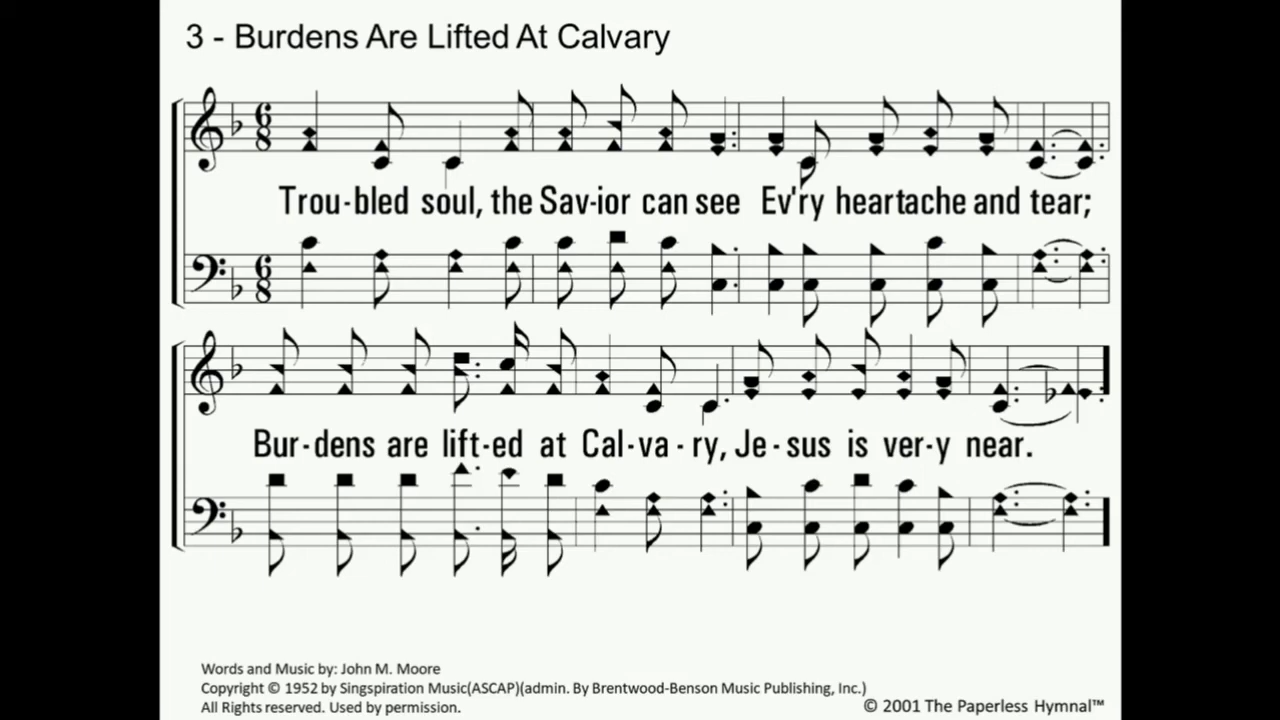 3 - Burdens Are Lifted At Calvary
Trou-bled soul, the Sav-ior can see Ev'ry heartache and tear;
Bur-dens are lift-ed at Cal-va-ry, Je-sus is ver-y near.
Words and Music by: John M. Moore
Copyright © 1952 by Singspiration Music(ASCAP)(admin. By Brentwood-Benson Music Publishing, Inc.)
All Rights reserved. Used by permission.
© 2001 The Paperless Hymnal™